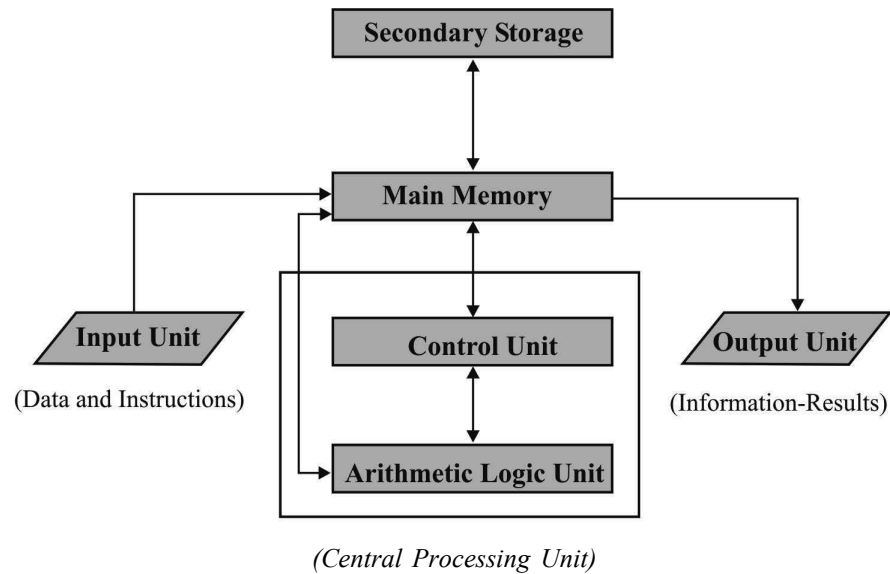 Secondary Storage
Main Memory
Input Unit
Control Unit
Output Unit
(Data and Instructions)
(Information-Results)
Arithmetic Logic Unit
(Central Processing Unit)